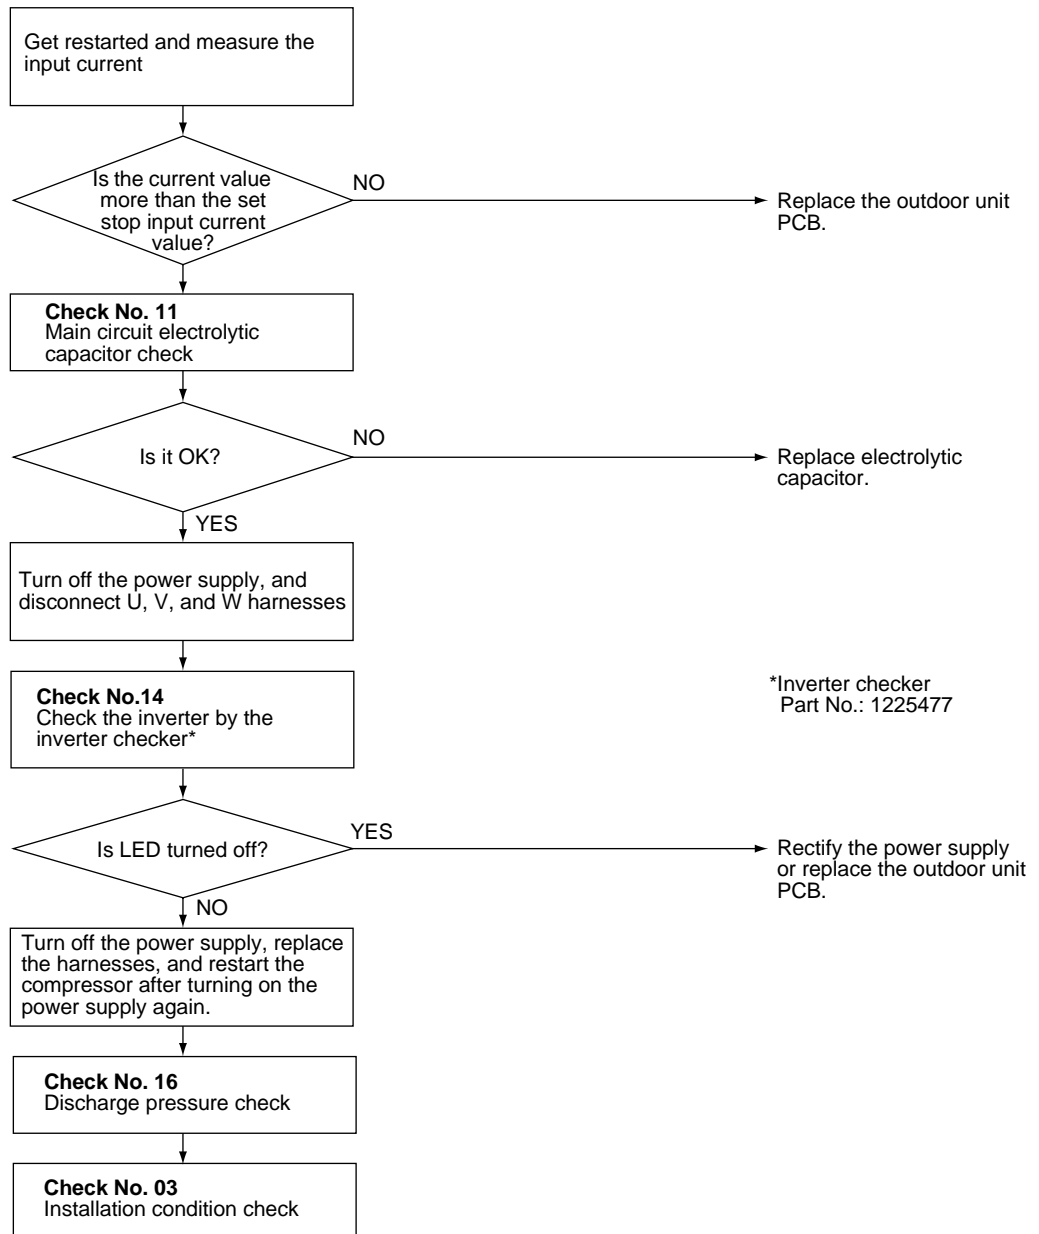 Get restarted and measure the
input current
Is the current value
more than the set
stop input current
value?
NO
Replace the outdoor unit
PCB.
Check No. 11
Main circuit electrolytic
capacitor check
Is it OK?
NO
Replace electrolytic
capacitor.
YES
Turn off the power supply, and
disconnect U, V, and W harnesses
Check No.14
Check the inverter by the
inverter checker*
*Inverter checker
Part No.: 1225477
Is LED turned off?
YES
Rectify the power supply
or replace the outdoor unit
PCB.
NO
Turn off the power supply, replace
the harnesses, and restart the
compressor after turning on the
power supply again.
Check No. 16
Discharge pressure check
Check No. 03
Installation condition check